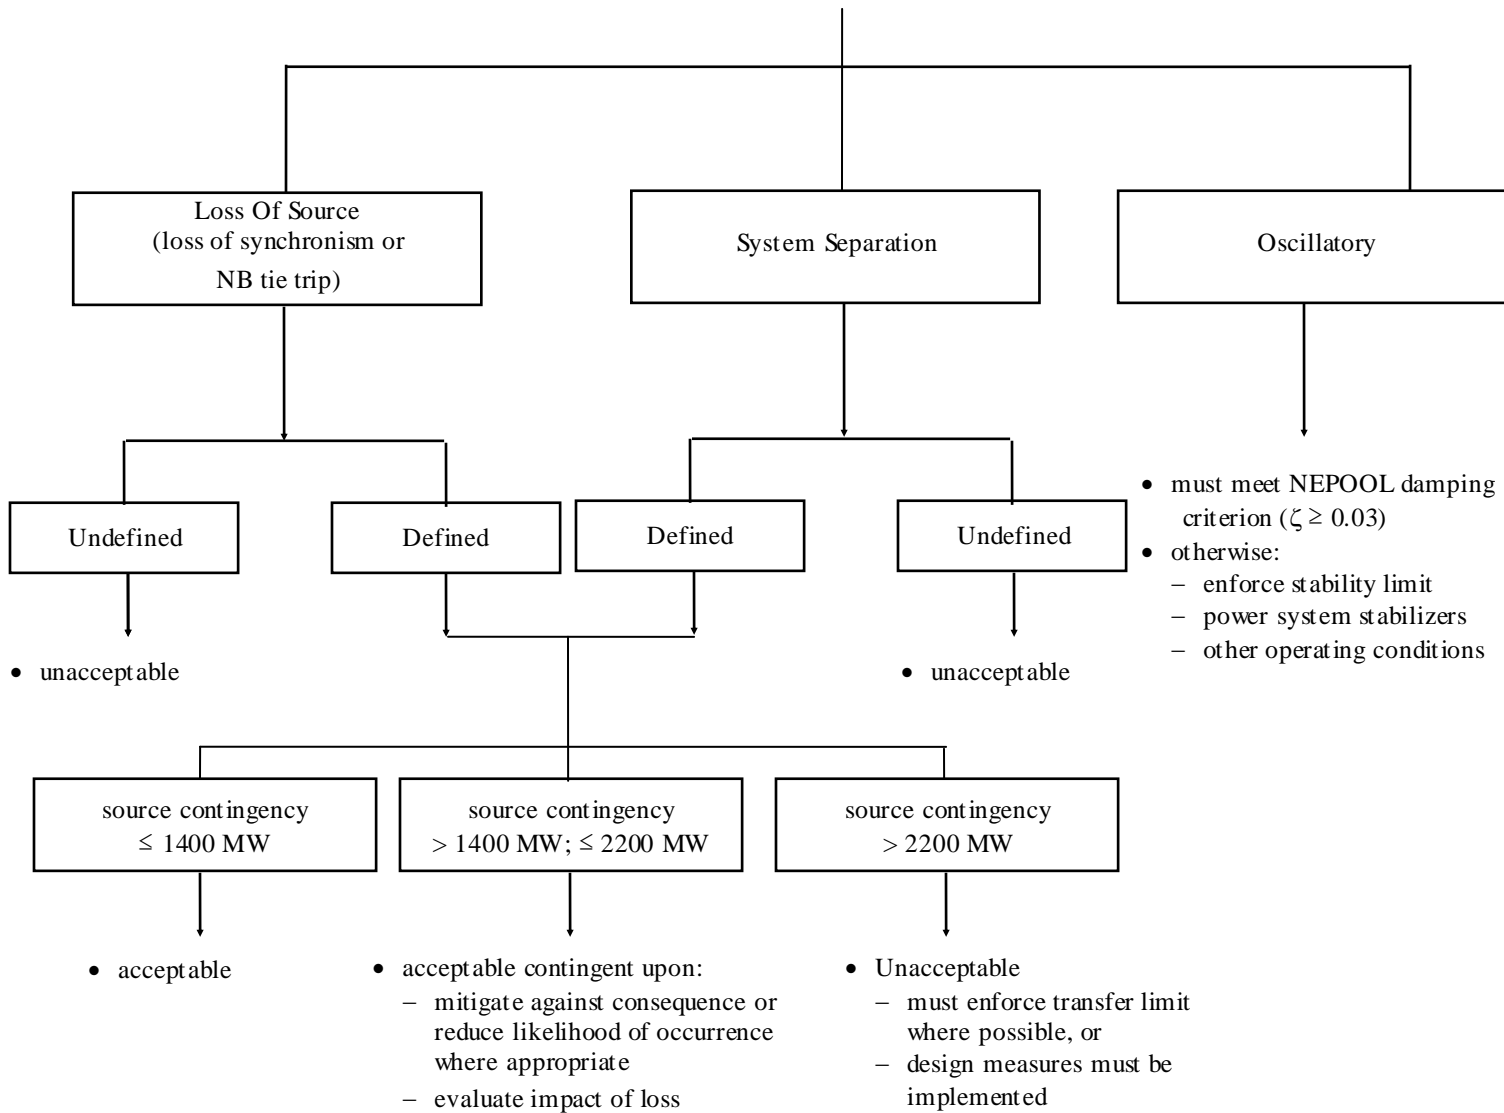 Loss Of Source
(loss of synchronism or
NB tie trip)
System Separation
Oscillatory
Undefined
Defined
Defined
Undefined
• must meet NEPOOL damping
criterion (ζ ≥ 0.03)
• otherwise:
– enforce stability limit
– power system stabilizers
– other operating conditions
• unacceptable
• unacceptable
source contingency
≤ 1400 MW
source contingency
> 1400 MW; ≤ 2200 MW
source contingency
> 2200 MW
• acceptable
• acceptable contingent upon:
– mitigate against consequence or
reduce likelihood of occurrence
where appropriate
– evaluate impact of loss
• Unacceptable
– must enforce transfer limit
where possible, or
– design measures must be
implemented